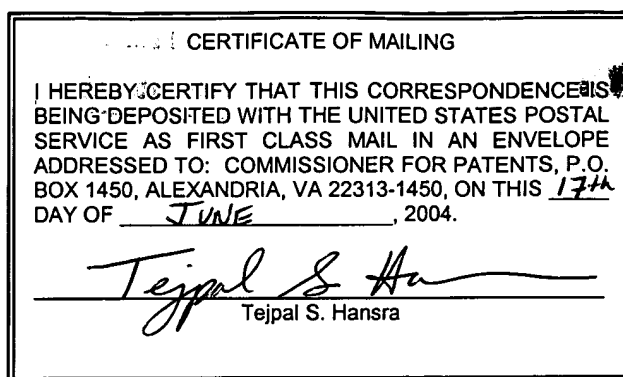 CERTIFICATE OF MAILING
I HEREBY CERTIFY THAT THIS CORRESPONDENCE IS
BEING DEPOSITED WITH THE UNITED STATES POSTAL
SERVICE AS FIRST CLASS MAIL IN AN ENVELOPE
ADDRESSED TO: COMMISSIONER FOR PATENTS, P.O.
BOX 1450, ALEXANDRIA, VA 22313-1450, ON THIS 17th
DAY OF JUNE, 2004.
Tejpal S Ha
Tejpal S. Hansra